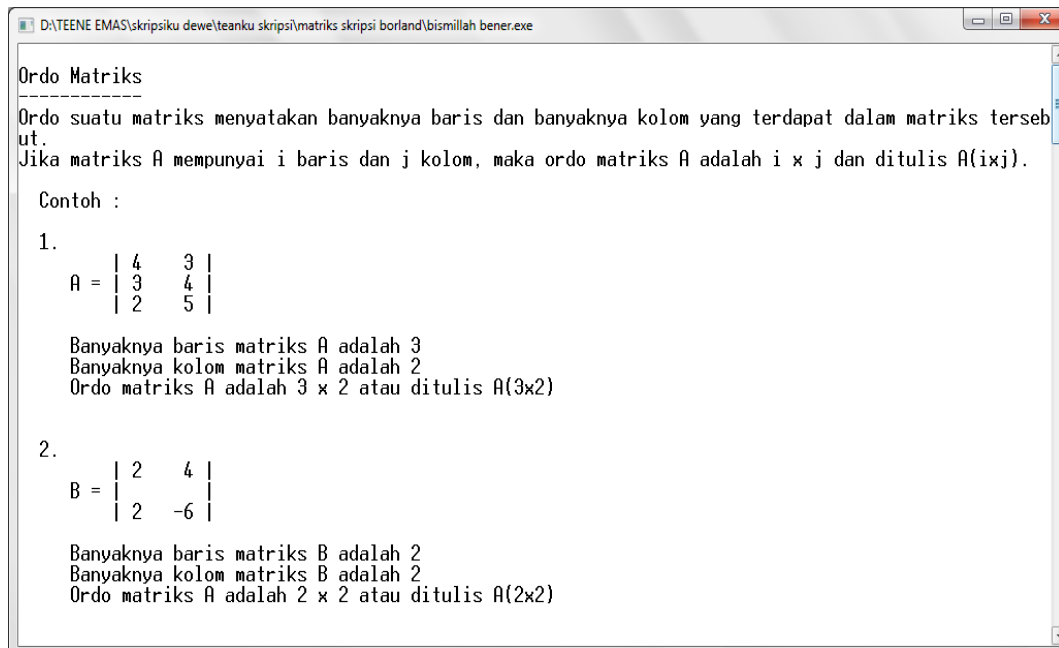 D:\TEENE EMAS\skripsiku dewe\teanku skripsi\matriks skripsi borland\bismillah bener.exe
Ordo Matriks
------------
Ordo suatu matriks menyatakan banyaknya baris dan banyaknya kolom yang terdapat dalam matriks terseb
ut.
Jika matriks A mempunyai i baris dan j kolom, maka ordo matriks A adalah i x j dan ditulis A(ixj).
Contoh :
1.
| 4 3 |
A = | 3 4 |
| 2 5 |
Banyaknya baris matriks A adalah 3
Banyaknya kolom matriks A adalah 2
Ordo matriks A adalah 3 x 2 atau ditulis A(3x2)
2.
| 2 4 |
B = | |
| 2 -6 |
Banyaknya baris matriks B adalah 2
Banyaknya kolom matriks B adalah 2
Ordo matriks A adalah 2 x 2 atau ditulis A(2x2)